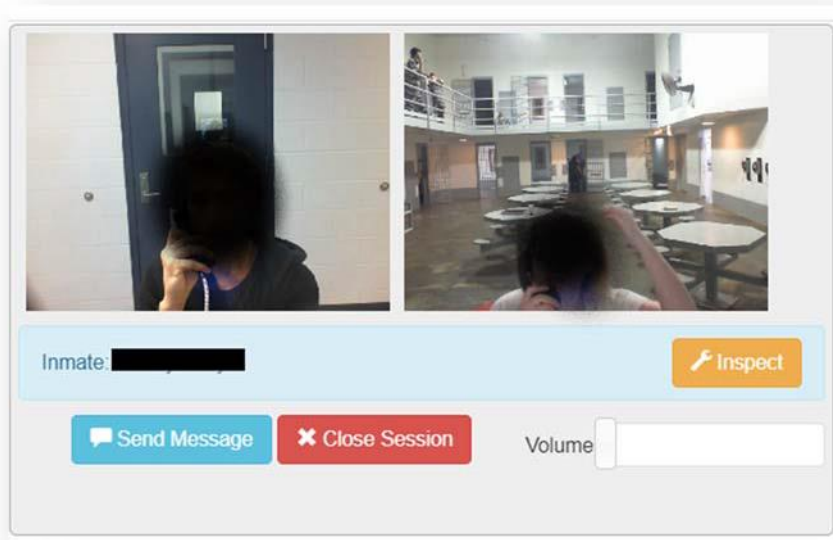 Inmate:
Inspect
Send Message
Close Session
Volume